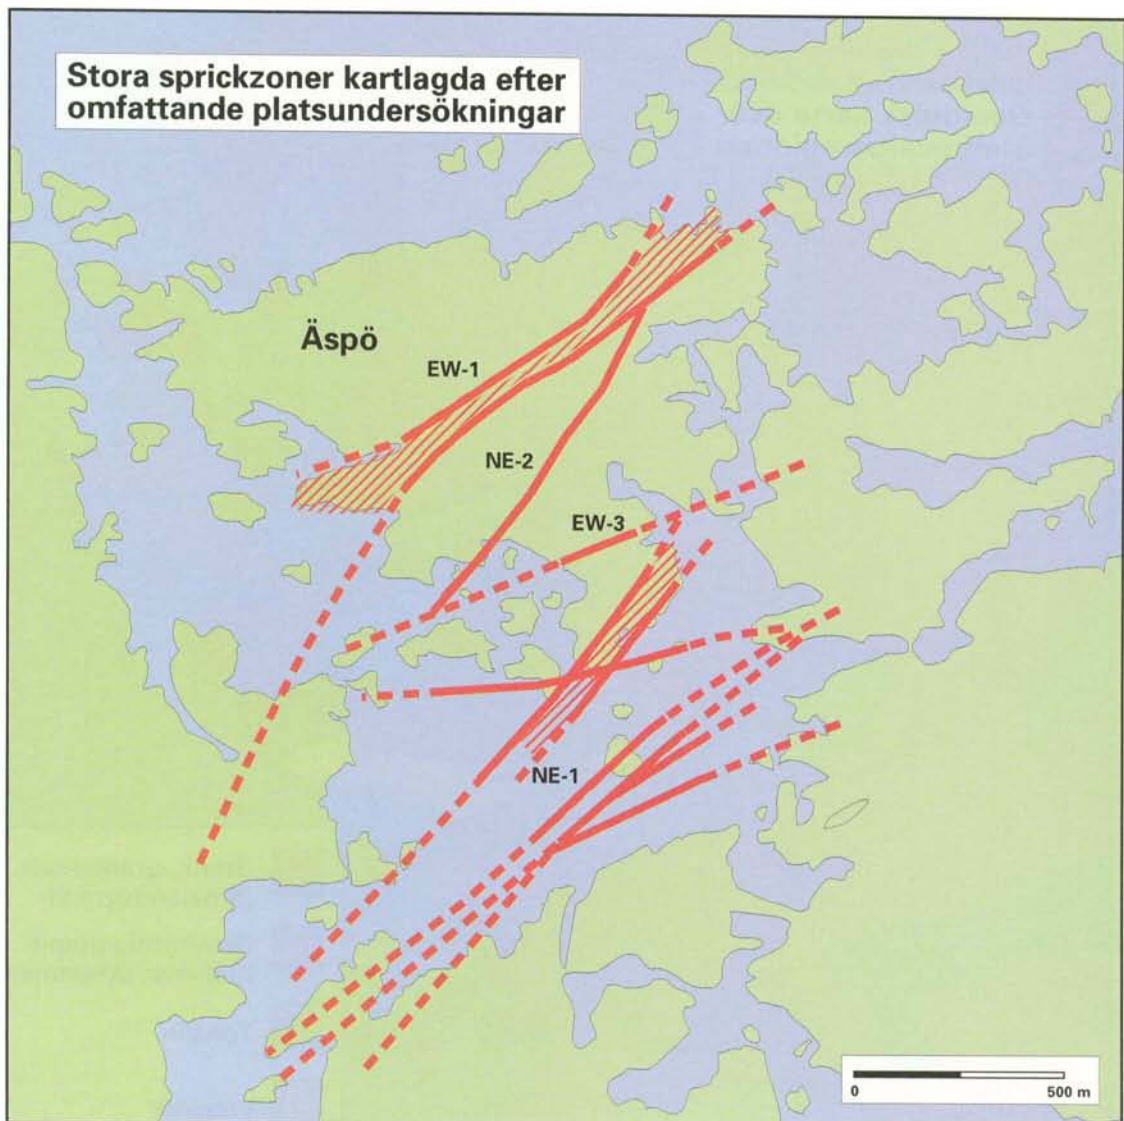 Stora sprickzoner kartlagda efter
omfattande platsundersökningar
Äspö
EW-1
NE-2
EW-3
NE-1
0 500 m